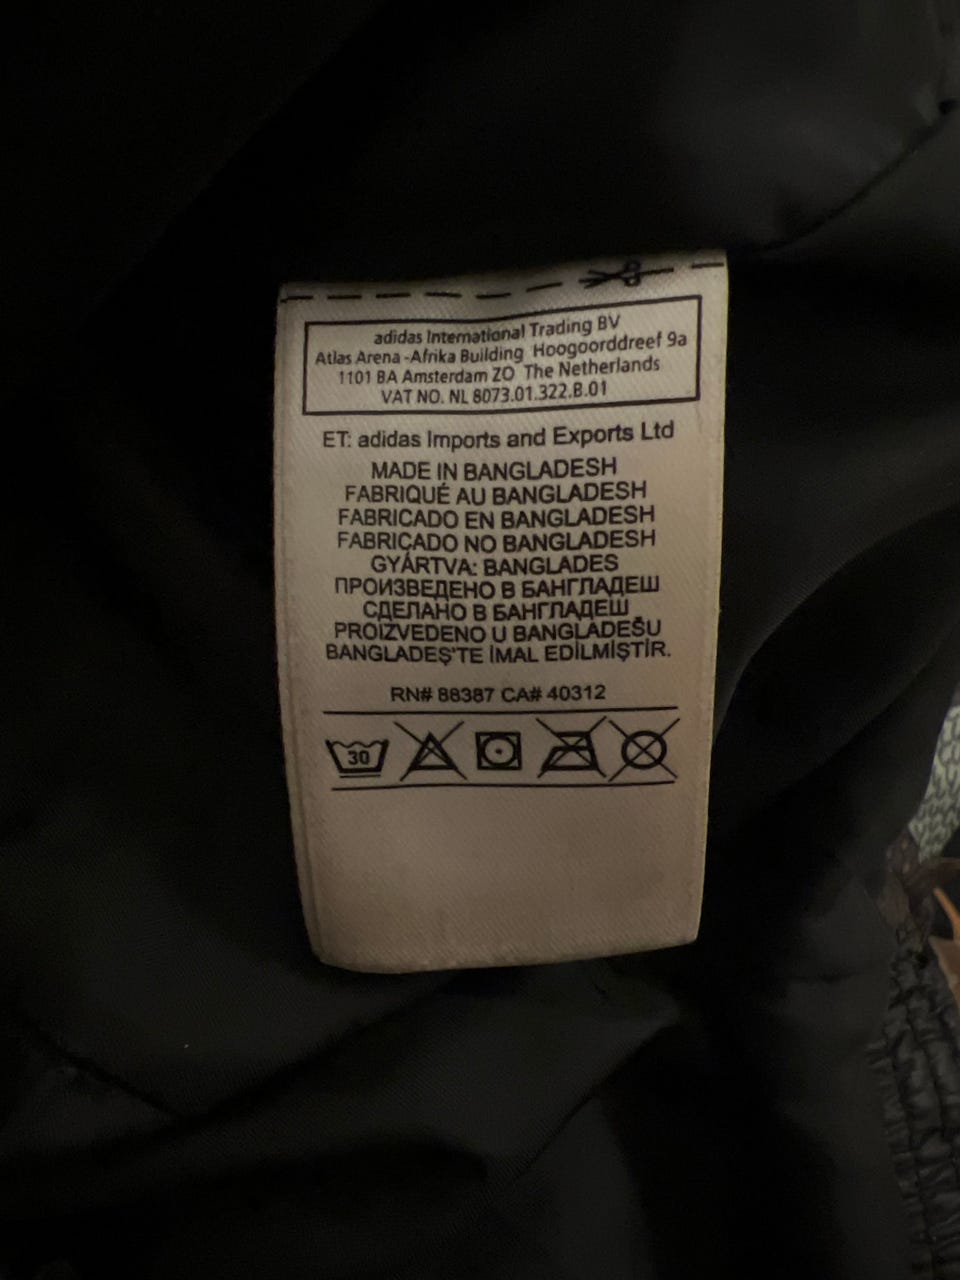 adidas International Trading BV
Atlas Arena -Afrika Building Hoogoorddreef 9a
1101 BA Amsterdam ZO The Netherlands
VAT NO. NL 8073.01.322.B.01
ET: adidas Imports and Exports Ltd
MADE IN BANGLADESH
FABRIQUÉ AU BANGLADESH
FABRICADO EN BANGLADESH
FABRICADO NO BANGLADESH
GYÁRTVA: BANGLADES
ПРОИЗВЕДЕНО В БАНГЛАДЕШ
СДЕЛАНО В БАНГЛАДЕШ
PROIZVEDENO U BANGLADEŠU
BANGLADEŞ'TE İMAL EDİLMİŞTİR.
RN# 88387 CA# 40312
30